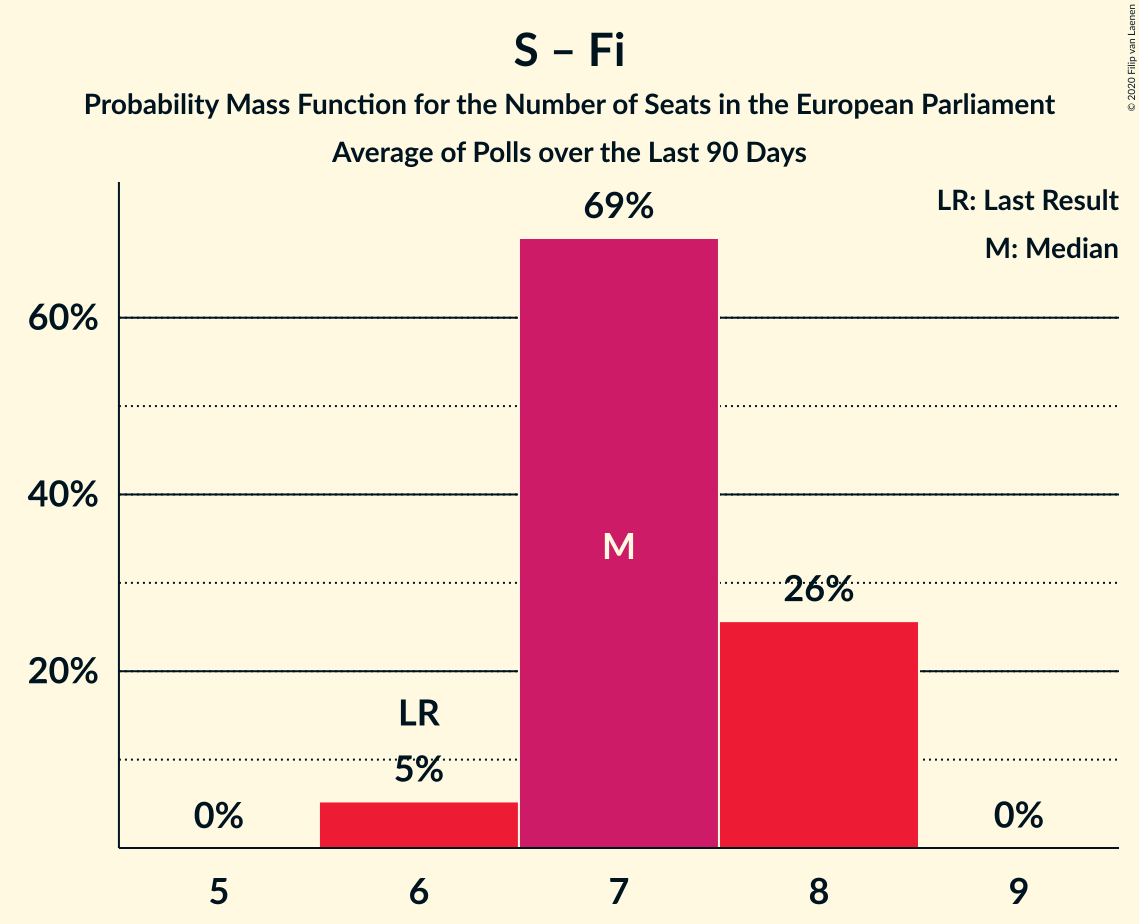 S – Fi
Probability Mass Function for the Number of Seats in the European Parliament
Average of Polls over the Last 90 Days
© 2020 Filip van Laenen
LR: Last Result
M: Median
69%
60%
40%
20%
M
26%
LR
5%
0%
0%
5 6 7 8 9